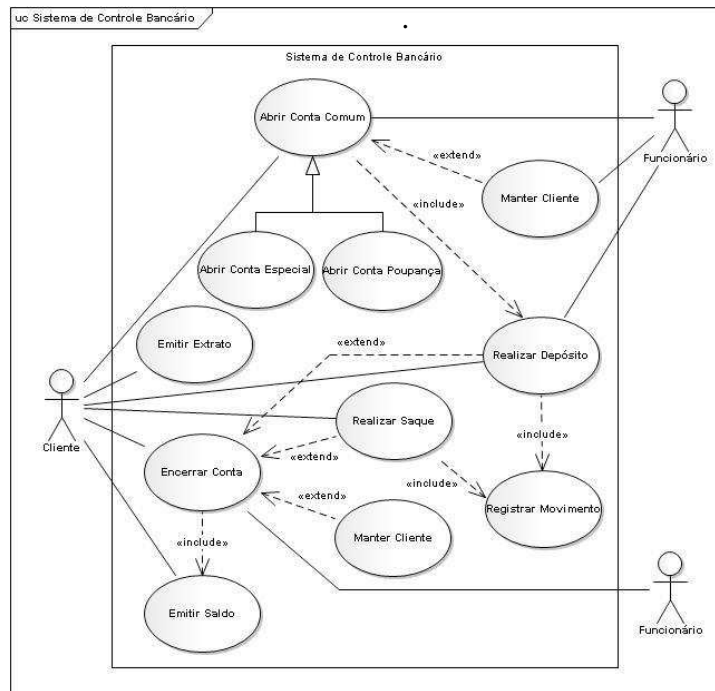 uc Sistema de Controle Bancário
Sistema de Controle Bancário
Abrir Conta Comum
«extend»
Funcionário
Manter Cliente
«include»
Abrir Conta Especial
Abrir Conta Poupança
Emitir Extrato
«extend»
Realizar Depósito
Cliente
Realizar Saque
«extend»
«include»
Encerrar Conta
«include»
Registrar Movimento
«extend»
Manter Cliente
«include»
Emitir Saldo
Funcionário